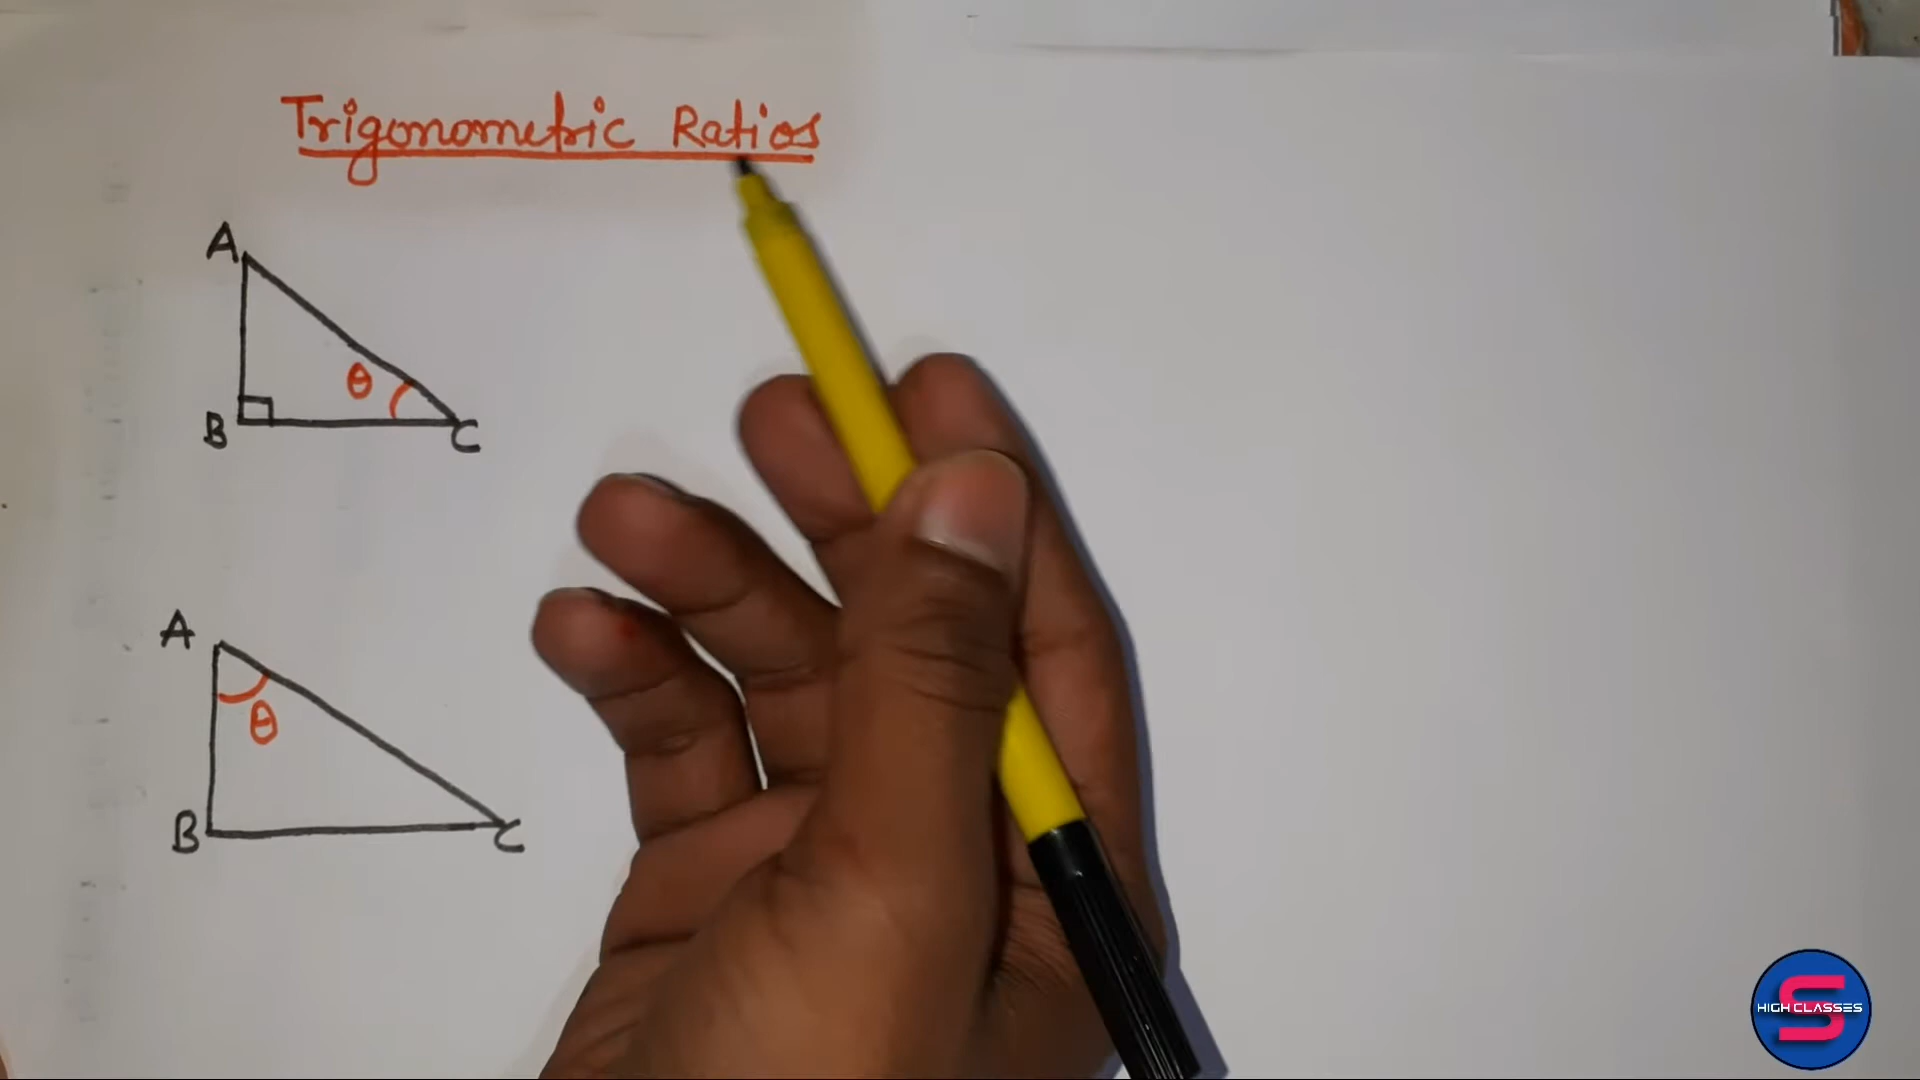 Trigonometric Ratios
A
θ
B
C
A
θ
B
C
S
HIGH CLASSES